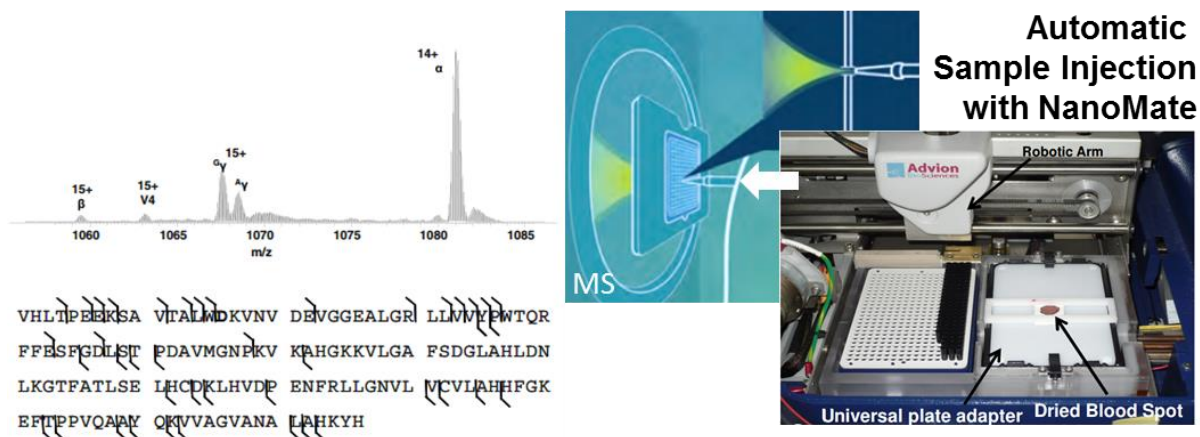 Automatic
Sample Injection
with NanoMate
14+
α
15+
Gγ
Aγ
15+
β
15+
V4
1060
1065
1070
1075
1080
1085
m/z
MS
Robotic Arm
Advion
BioSciences
Universal plate adapter
Dried Blood Spot
VHLTPEEKSA VTALWDKVNV DEVGGEALGR LLVVYPWTQR
FFESFGDLST PDAVMGNPKV KAHGKKVLGA FSDGLAHLDN
LKGTFATLSE LHCDKLHVDP ENFRLLGNVL VCVLAHHFGK
EFTPPVQAAY QKVVAGVANA LAHKYH